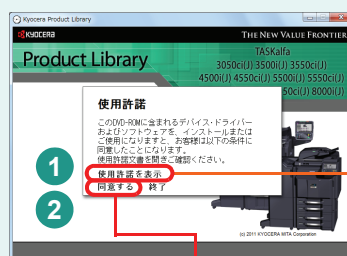 Kyocera Product Library
KYOCERA
THE NEW VALUE FRONTIER
Product Library
TASKalfa
3050ci(J) 3500i(J) 3550ci(J)
4500i(J) 4550ci(J) 5500i(J) 5550ci(J)
50ci(J) 8000i(J)
使用許諾
このDVD-ROMに含まれるデバイス・ドライバー
およびソフトウェアを、インストールまたは
ご使用になりますと、お客様は以下の条件に
同意したことになります。
使用許諾文書を開きご確認ください。
1
使用許諾を表示
2
同意する 終了
(c) 2011 KYOCERA MITA Corporation